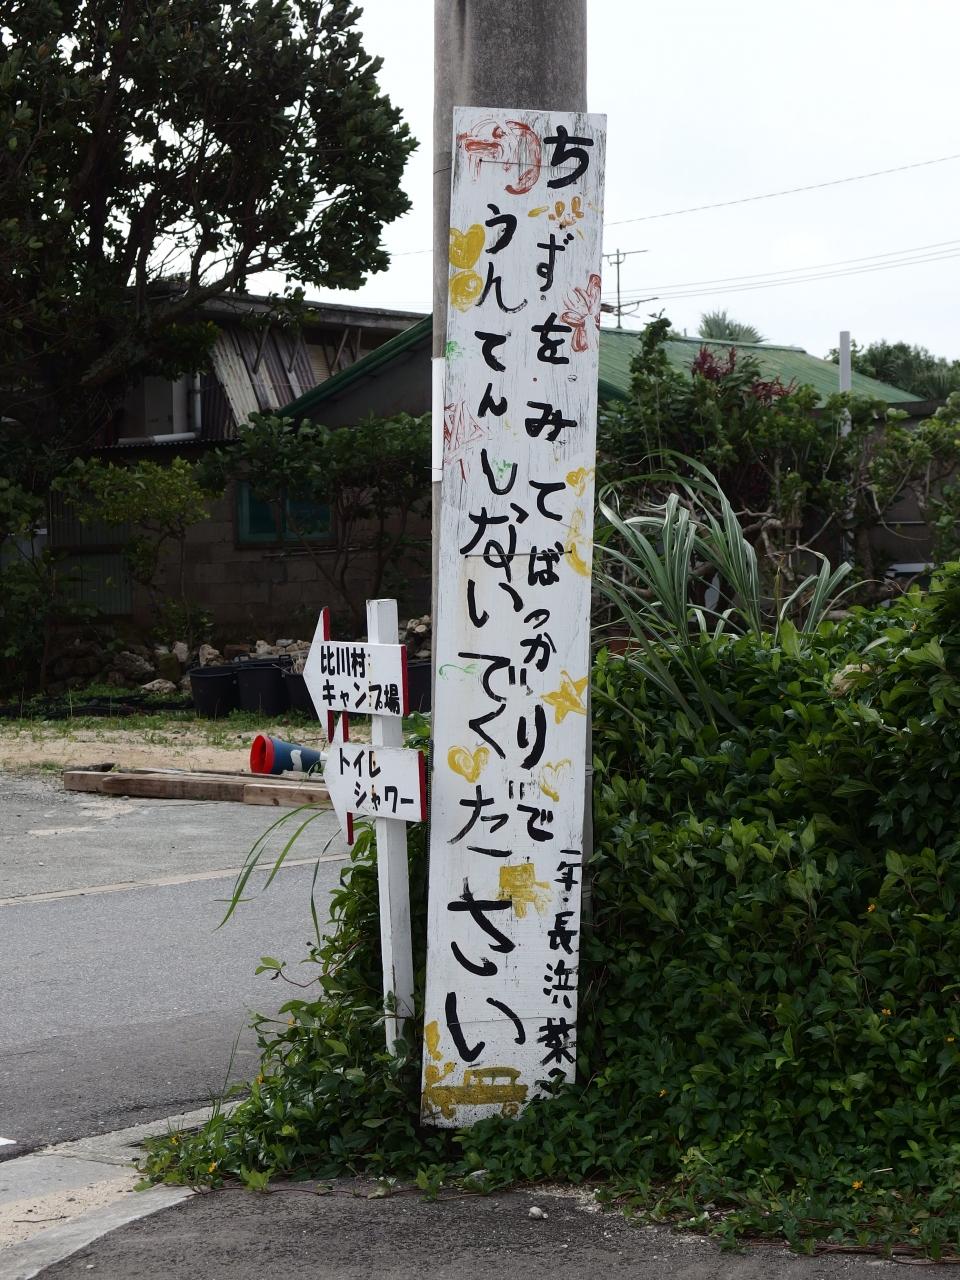 ちずをみてばっかりで
うんてんしないでください
一年・長浜菜
比川村
キャンプ場
トイレ
シャワー